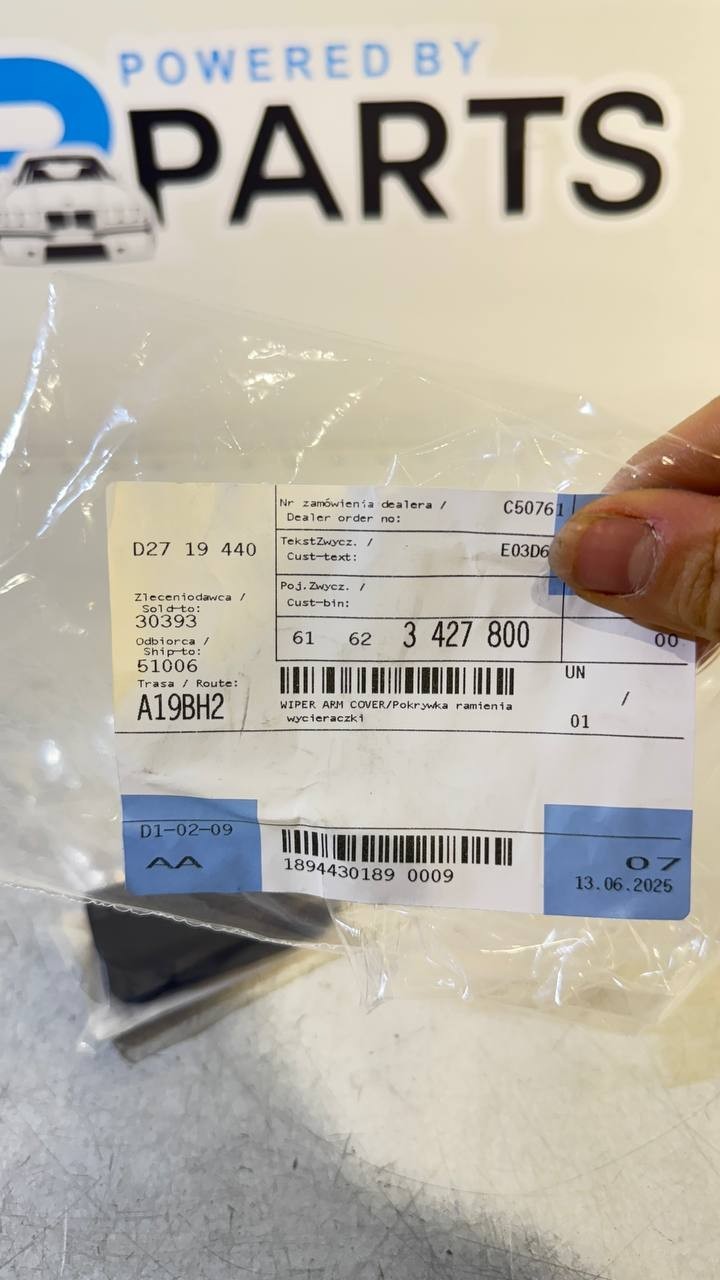 POWERED BY
PARTS
D27 19 440
Zleceniodawca /
Sold-to:
30393
Odbiorca /
Ship-to:
51006
Trasa / Route:
A19BH2
Nr zamówienia dealera /
Dealer order no:
C50761
TekstZwycz. /
Cust-text:
E03D6
Poj.Zwycz. /
Cust-bin:
61 62 3 427 800
00
WIPER ARM COVER/Pokrywka ramienia
wycieraczki
UN
/
01
D1-02-09
AA
1894430189 0009
07
13.06.2025